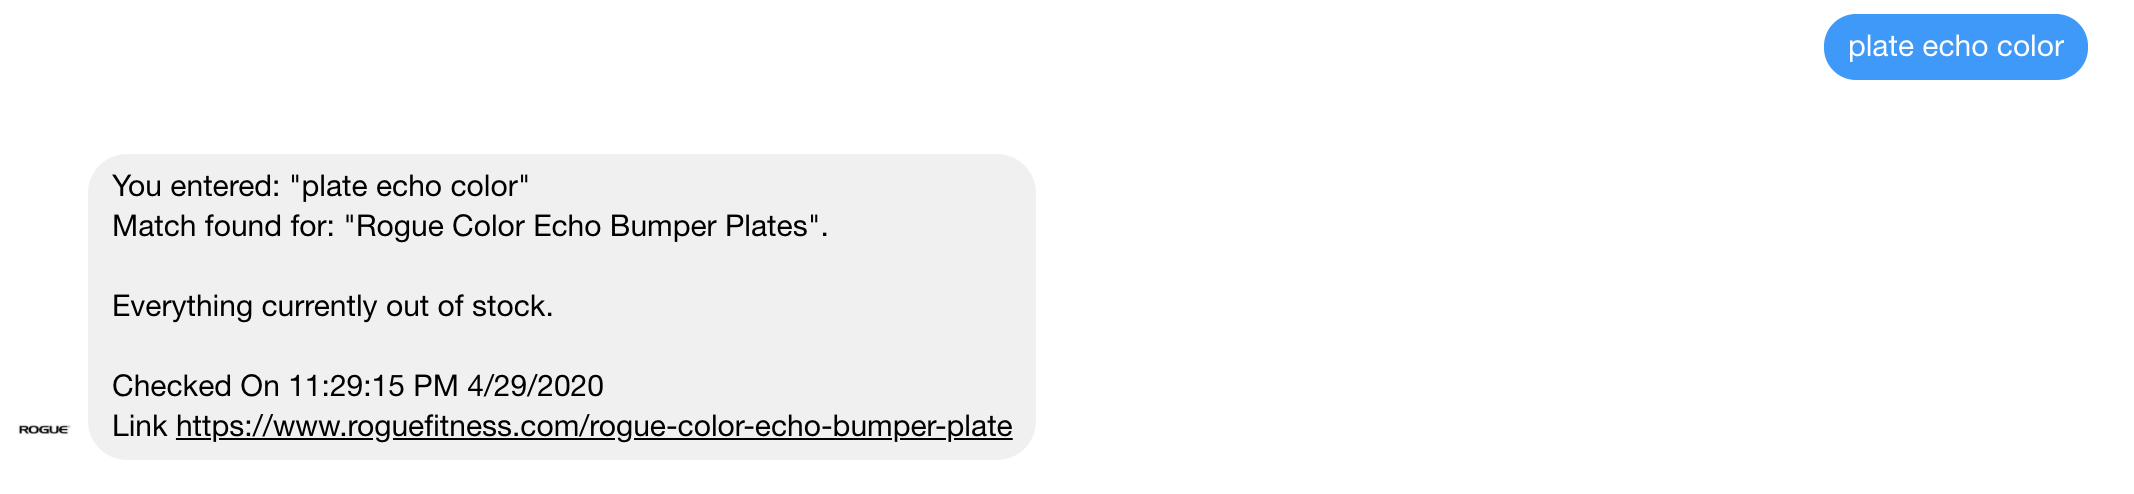 plate echo color
You entered: "plate echo color"
Match found for: "Rogue Color Echo Bumper Plates".
Everything currently out of stock.
Checked On 11:29:15 PM 4/29/2020
Link https://www.roguefitness.com/rogue-color-echo-bumper-plate
ROGUE